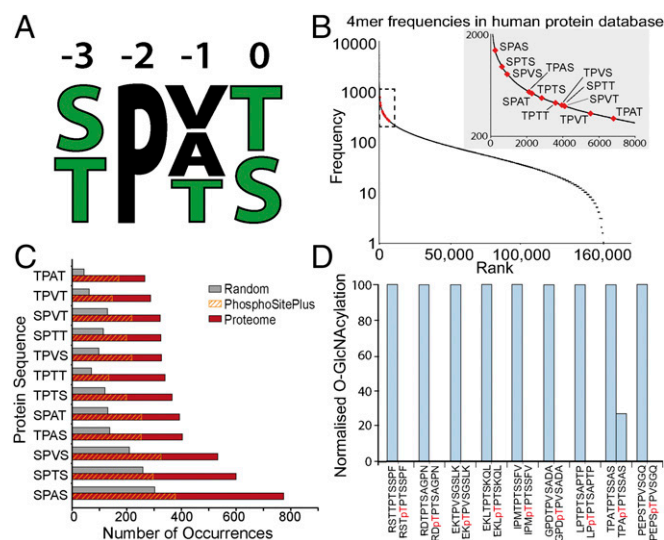 A
-3 -2 -1 0
S P V T
T A S
T
B
4mer frequencies in human protein database
10000
1000
100
10
1
Frequency
50,000 100,000 160,000
Rank
2000
200
0 2000 4000 6000 8000
SPAS
SPTS
SPVS
TPAS
TPVS
SPTT
SPVT
SPAT
TPTS
TPTT
TPVT
TPAT
C
Protein Sequence
TPAT
TPVT
SPVT
SPTT
TPVS
TPTT
TPTS
SPAT
TPAS
SPVS
SPTS
SPAS
Random
PhosphoSitePlus
Proteome
0 200 400 600 800
Number of Occurrences
D
Normalised O-GlcNAcylation
100
80
60
40
20
0
RSTTPTSSPF
RSTpTPTSSPF
RDTPTSAGPN
RDpTPTSAGPN
EKTPVSGSLK
EKpTPVSGSLK
EKLTPTSKQL
EKLpTPTSKQL
IPMTPTSSFV
IPMpTPTSSFV
GPDTPVSADA
GPDpTPVSADA
LPTPTSAPTP
LPpTPTSAPTP
TPATPTSSAS
TPApTPTSSAS
PEPSTPVSGQ
PEPSpTPVSGQ